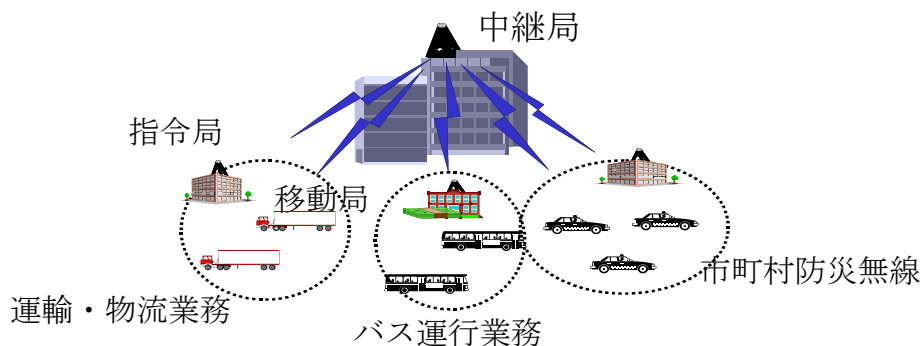 中継局
指令局
移動局
市町村防災無線
運輸・物流業務
バス運行業務